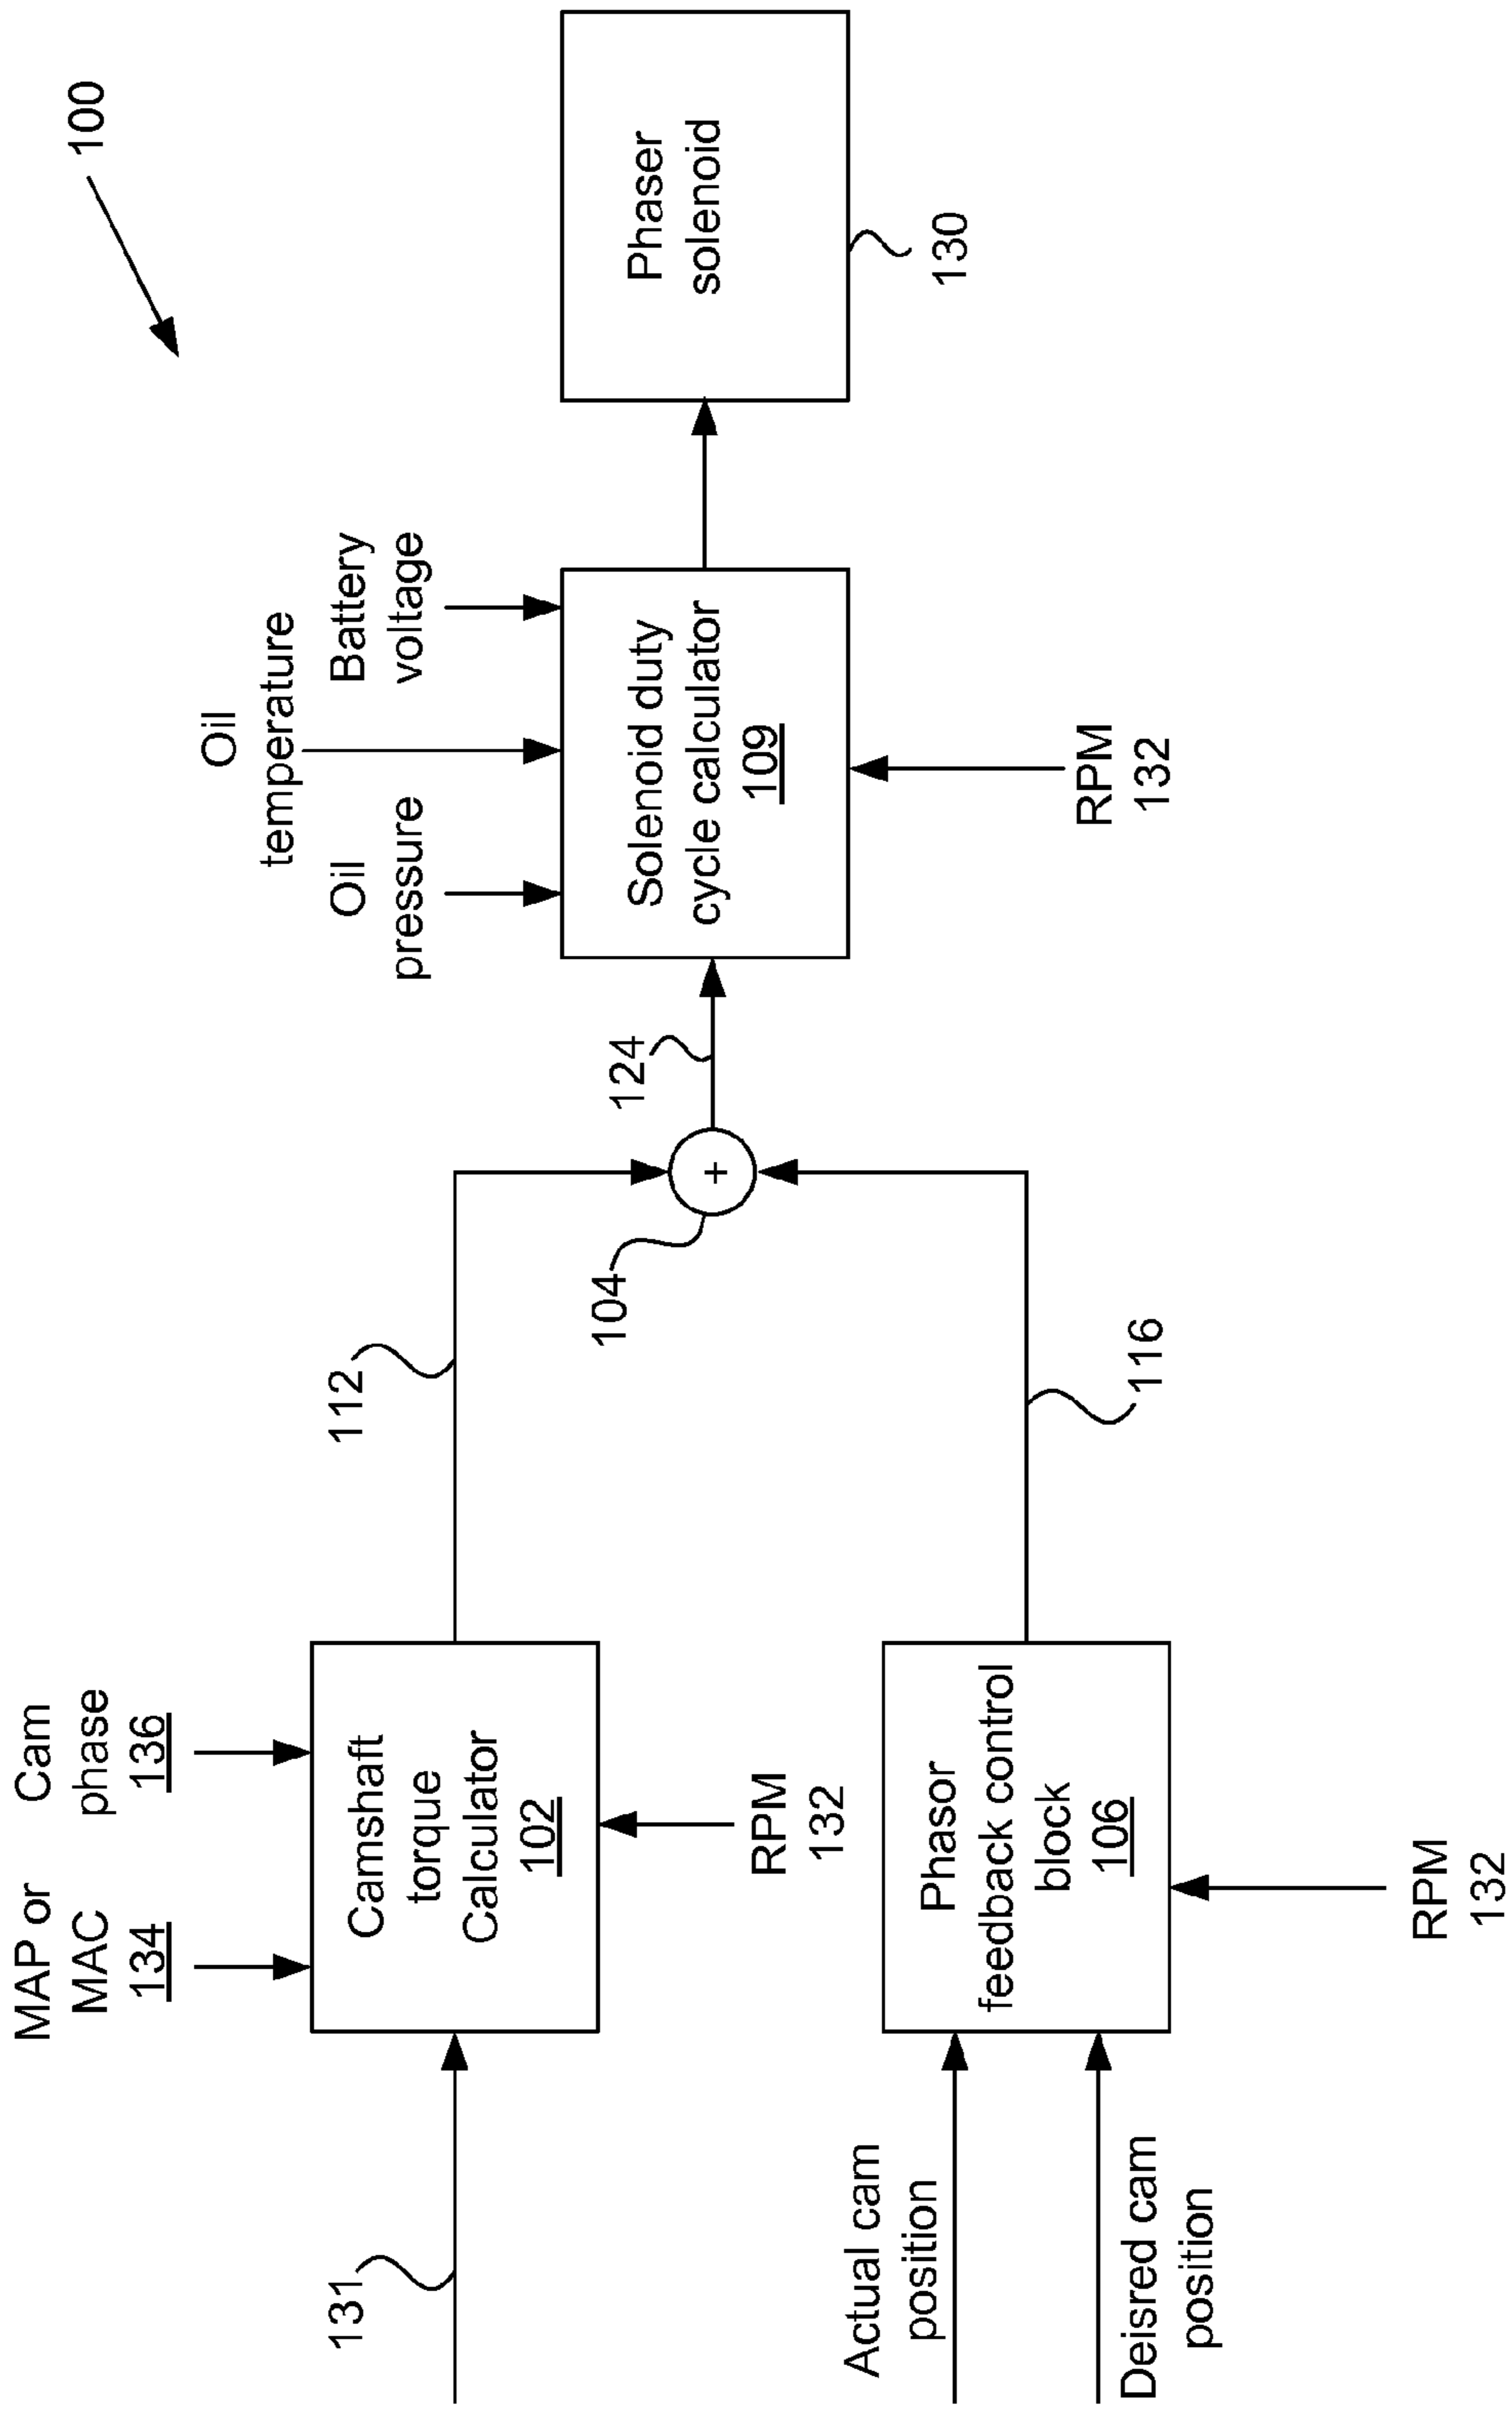 100
MAP or
MAC
134
Cam
phase
136
131
Camshaft
torque
Calculator
102
RPM
132
112
104
124
Oil
pressure
Oil
temperature
Battery
voltage
Solenoid duty
cycle calculator
109
RPM
132
Phaser
solenoid
130
Actual cam
position
Deisred cam
position
Phasor
feedback control
block
106
RPM
132
116
+